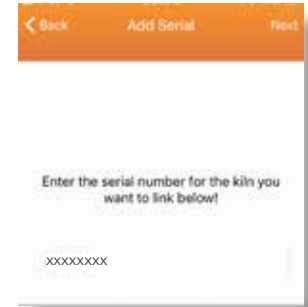 Back Add Serial Next
Enter the serial number for the kiln you
want to link below!
XXXXXXXX